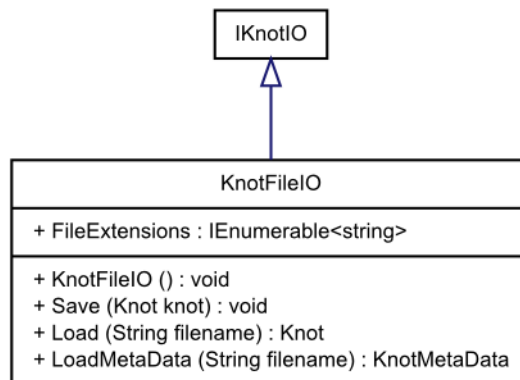 IKnotIO
KnotFileIO
+ FileExtensions : IEnumerable<string>
+ KnotFileIO () : void
+ Save (Knot knot) : void
+ Load (String filename) : Knot
+ LoadMetaData (String filename) : KnotMetaData